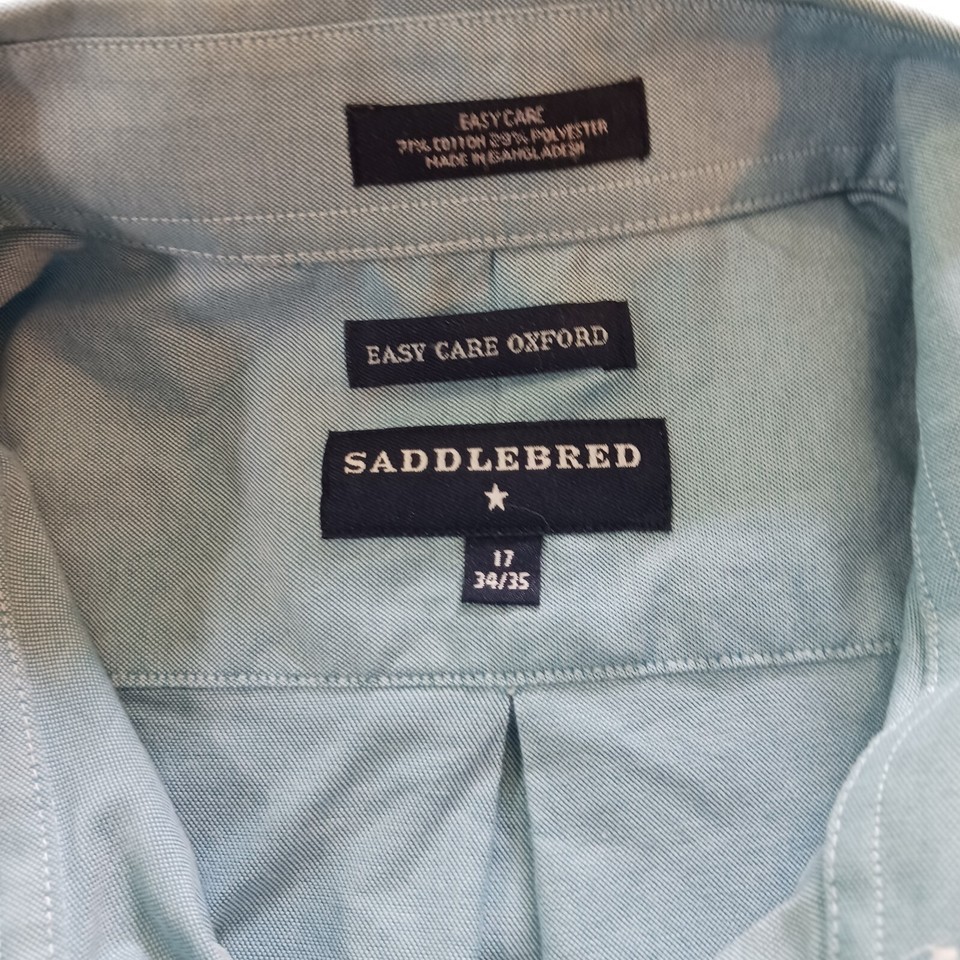 EASY CARE
71% COTTON 29% POLYESTER
MADE IN BANGLADESH
EASY CARE OXFORD
SADDLEBRED
17
34/35